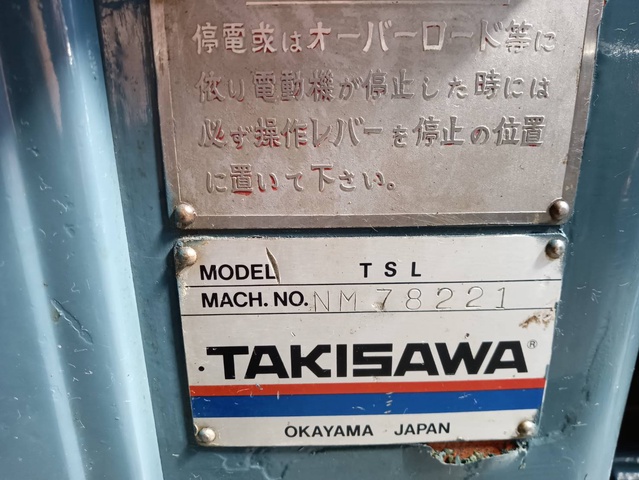 停電或はオーバーロード等に
依り電動機が停止した時には
必ず操作レバーを停止の位置
に置いて下さい。
MODEL TSL
MACH. NO. NM 78221
TAKISAWA®
OKAYAMA JAPAN